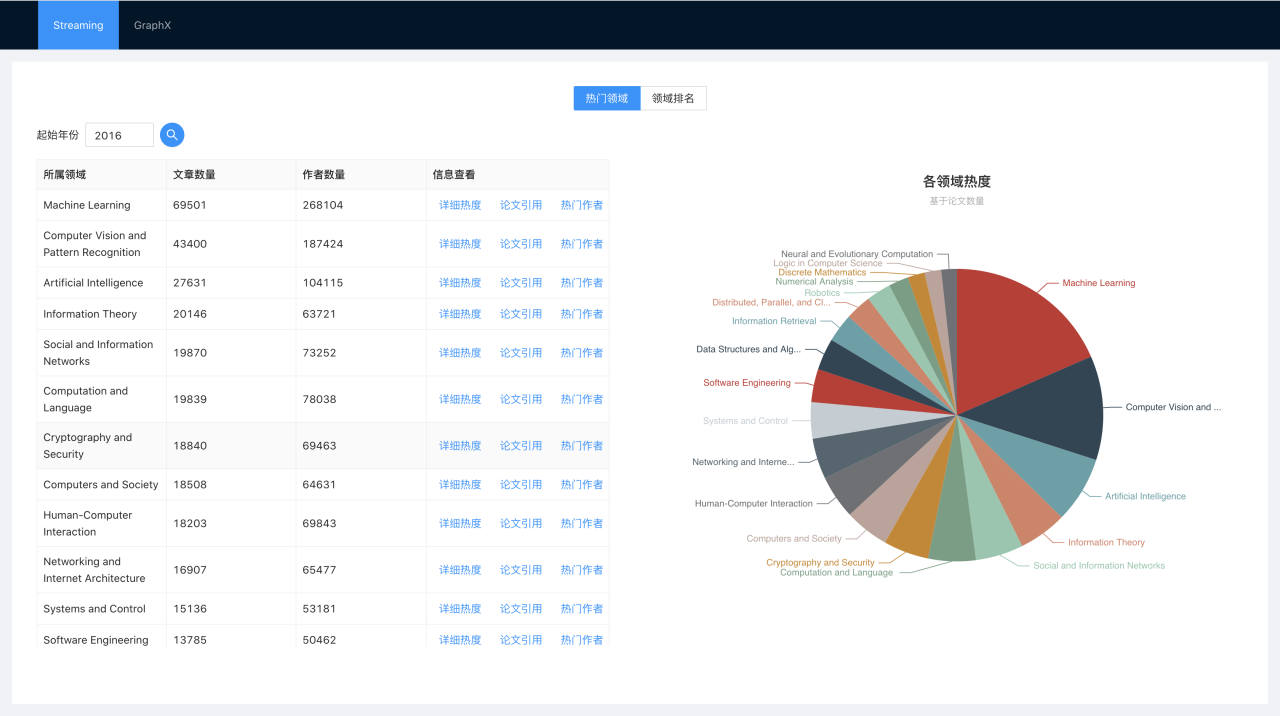 Streaming GraphX
热门领域 领域排名
起始年份 2016
所属领域 文章数量 作者数量 信息查看
Machine Learning 69501 268104 详细热度 论文引用 热门作者
Computer Vision and
Pattern Recognition 43400 187424 详细热度 论文引用 热门作者
Artificial Intelligence 27631 104115 详细热度 论文引用 热门作者
Information Theory 20146 63721 详细热度 论文引用 热门作者
Social and Information
Networks 19870 73252 详细热度 论文引用 热门作者
Computation and
Language 19839 78038 详细热度 论文引用 热门作者
Cryptography and
Security 18840 69463 详细热度 论文引用 热门作者
Computers and Society 18508 64631 详细热度 论文引用 热门作者
Human-Computer
Interaction 18203 69843 详细热度 论文引用 热门作者
Networking and
Internet Architecture 16907 65477 详细热度 论文引用 热门作者
Systems and Control 15136 53181 详细热度 论文引用 热门作者
Software Engineering 13785 50462 详细热度 论文引用 热门作者
各领域热度
基于论文数量
Neural and Evolutionary Computation
Logic in Computer Science
Discrete Mathematics
Numerical Analysis
Robotics
Distributed, Parallel, and Cl...
Information Retrieval
Data Structures and Alg...
Software Engineering
Systems and Control
Networking and Interne...
Human-Computer Interaction
Computers and Society
Cryptography and Security
Computation and Language
Machine Learning
Computer Vision and ...
Artificial Intelligence
Information Theory
Social and Information Networks